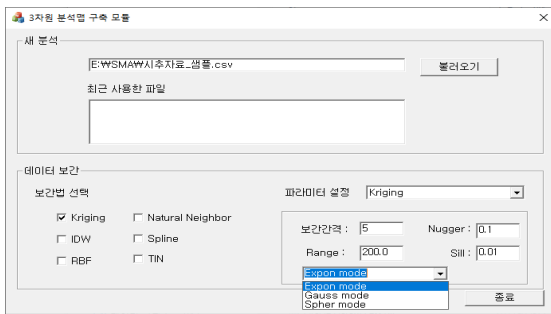 3차원 분석맵 구축 모듈
새 분석
E:₩SMA₩시추자료_샘플.csv
불러오기
최근 사용한 파일
데이터 보간
보간법 선택
파라미터 설정
Kriging
Kriging
Natural Neighbor
IDW
Spline
RBF
TIN
보간간격 :
5
Nugger :
0.1
Range :
200.0
Sill :
0.01
Expon mode
Expon mode
Gauss mode
Spher mode
종료